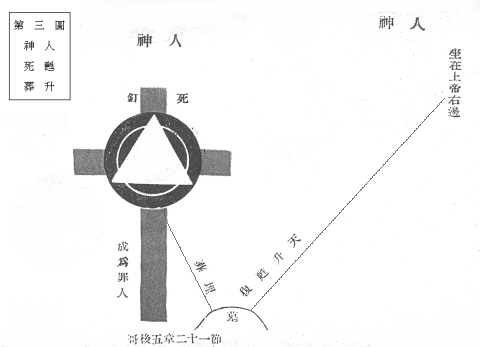 第三圖
神人
死甦
葬升
神人
神人
坐在上帝右邊
釘死
成爲罪人
葬
復甦升天
墓
哥後五章二十一節